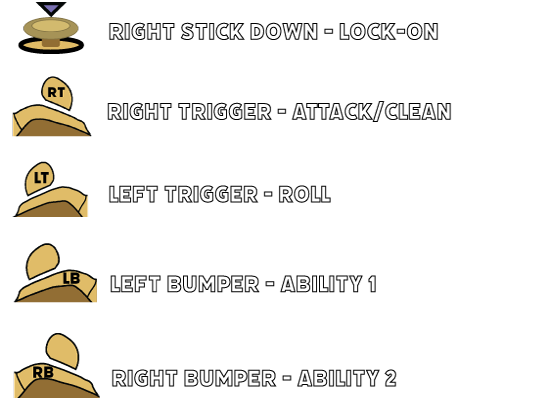 RIGHT STICK DOWN - LOCK-ON
RT
RIGHT TRIGGER - ATTACK/CLEAN
LT
LEFT TRIGGER - ROLL
LB
LEFT BUMPER - ABILITY 1
RB
RIGHT BUMPER - ABILITY 2